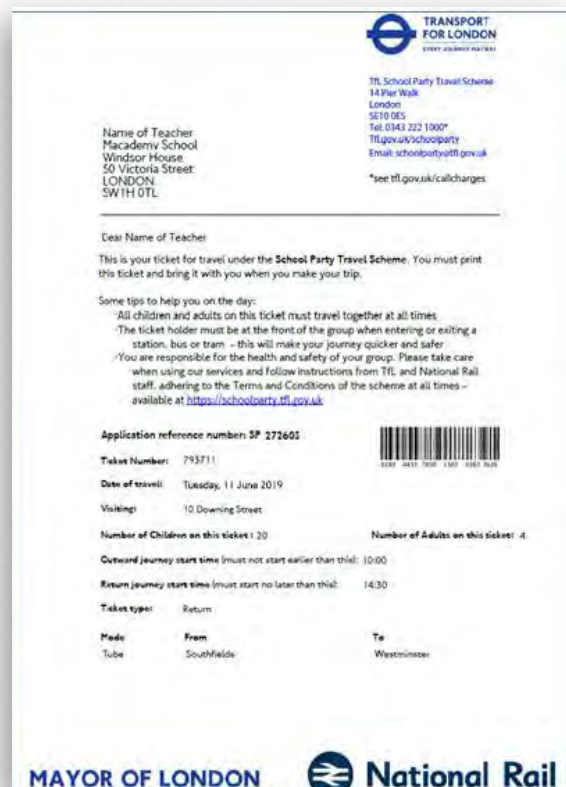 TRANSPORT
FOR LONDON
EVERY JOURNEY MATTERS
TfL School Party Travel Scheme
14 Pier Walk
London
SE10 0ES
Tel: 0343 222 1000*
Tfl.gov.uk/schoolparty
Email: schoolparty@tfl.gov.uk
*see tfl.gov.uk/callcharges
Name of Teacher
Macademy School
Windsor House
50 Victoria Street
LONDON
SW1H 0TL
Dear Name of Teacher
This is your ticket for travel under the School Party Travel Scheme. You must print
this ticket and bring it with you when you make your trip.
Some tips to help you on the day:
·All children and adults on this ticket must travel together at all times
·The ticket holder must be at the front of the group when entering or exiting a
station, bus or tram – this will make your journey quicker and safer
·You are responsible for the health and safety of your group. Please take care
when using our services and follow instructions from TfL and National Rail
staff, adhering to the Terms and Conditions of the scheme at all times –
available at https://schoolparty.tfl.gov.uk
Application reference number: SP 272603
Ticket Number: 793711
Date of travel: Tuesday, 11 June 2019
Visiting: 10 Downing Street
Number of Children on this ticket : 20 Number of Adults on this ticket: 4
Outward journey start time (must not start earlier than this): 10:00
Return journey start time (must start no later than this): 14:30
Ticket type: Return
Mode From To
Tube Southfields Westminster
MAYOR OF LONDON
National Rail